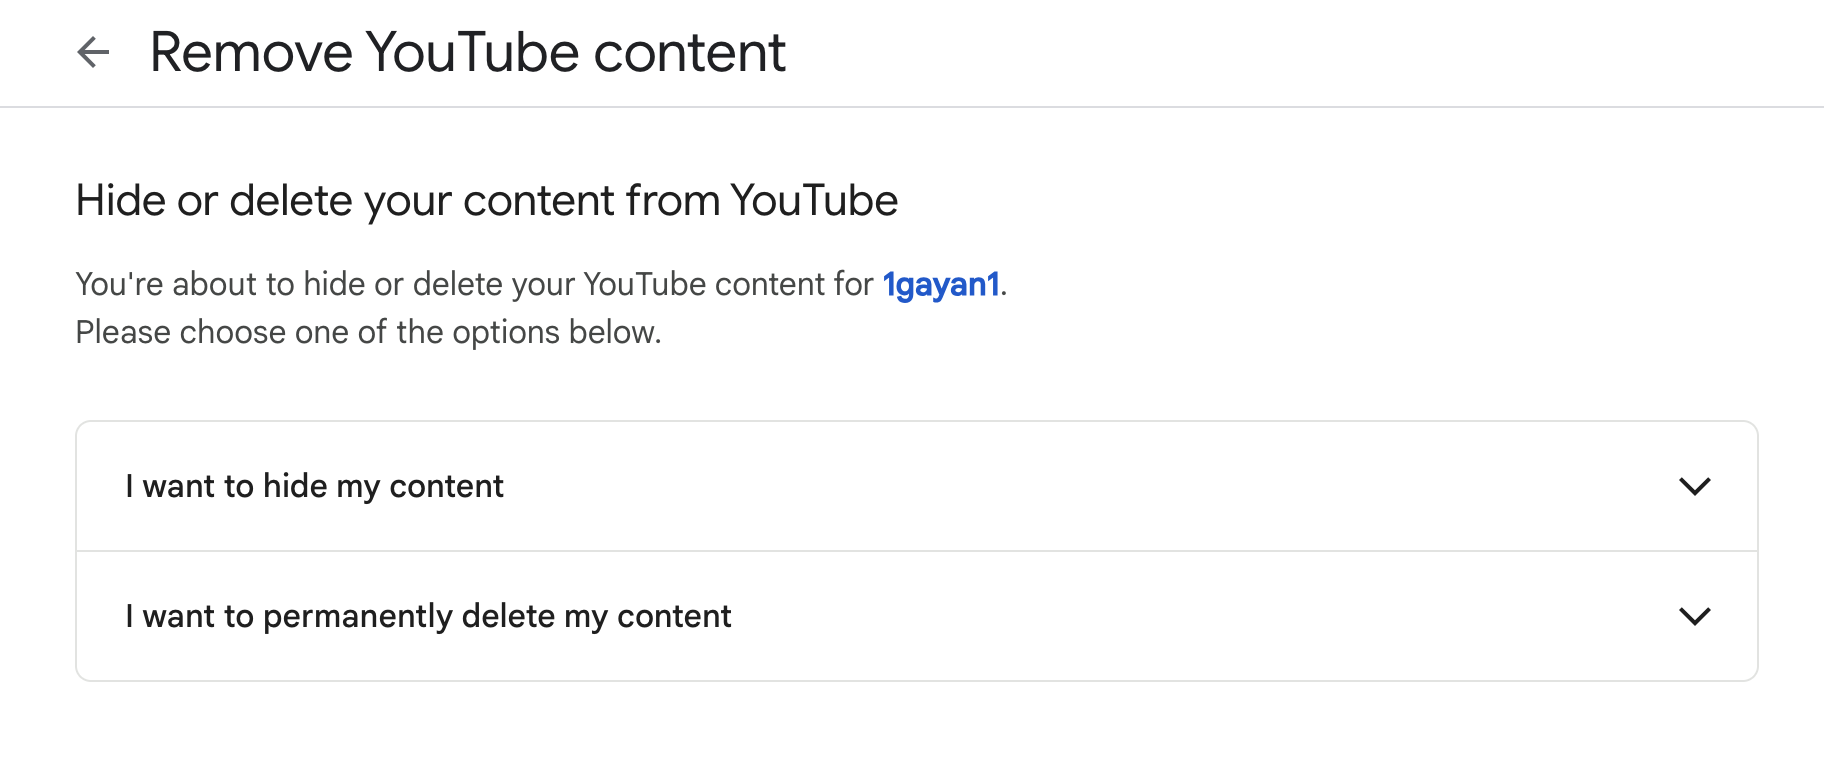 Remove YouTube content
Hide or delete your content from YouTube
You're about to hide or delete your YouTube content for 1gayan1.
Please choose one of the options below.
I want to hide my content
I want to permanently delete my content